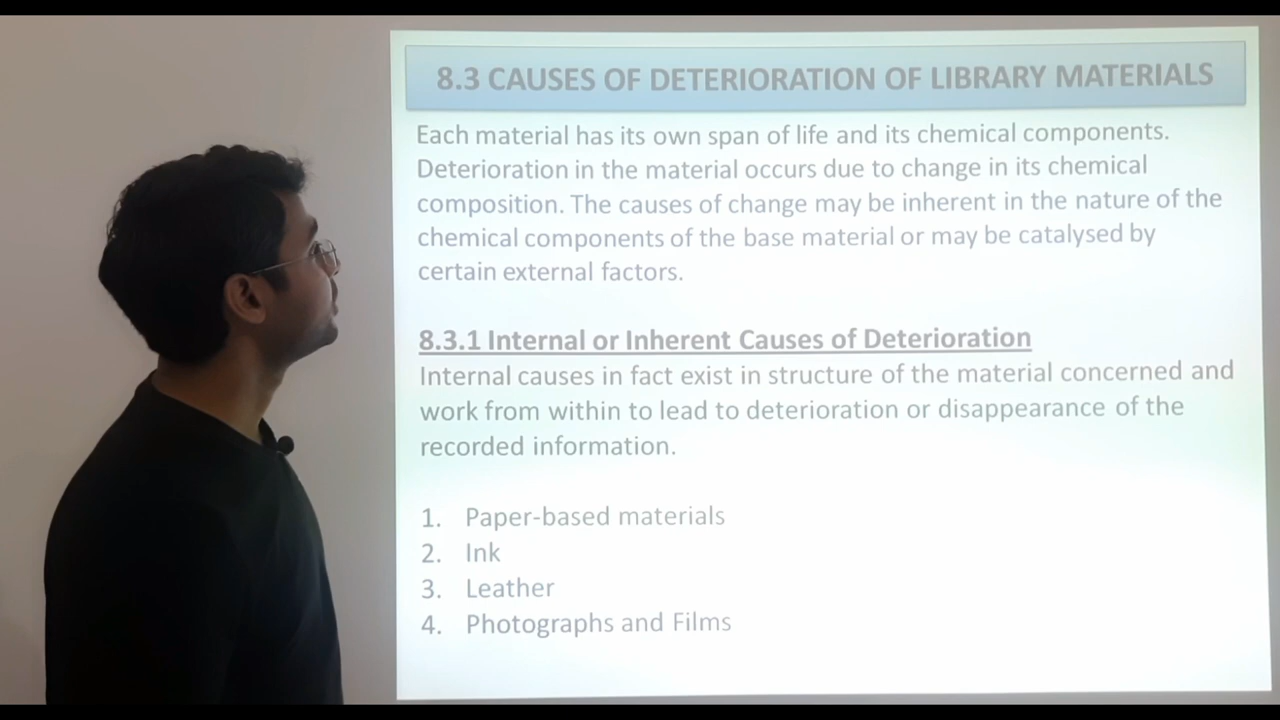 8.3 CAUSES OF DETERIORATION OF LIBRARY MATERIALS
Each material has its own span of life and its chemical components.
Deterioration in the material occurs due to change in its chemical
composition. The causes of change may be inherent in the nature of the
chemical components of the base material or may be catalysed by
certain external factors.
8.3.1 Internal or Inherent Causes of Deterioration
Internal causes in fact exist in structure of the material concerned and
work from within to lead to deterioration or disappearance of the
recorded information.
1. Paper-based materials
2. Ink
3. Leather
4. Photographs and Films